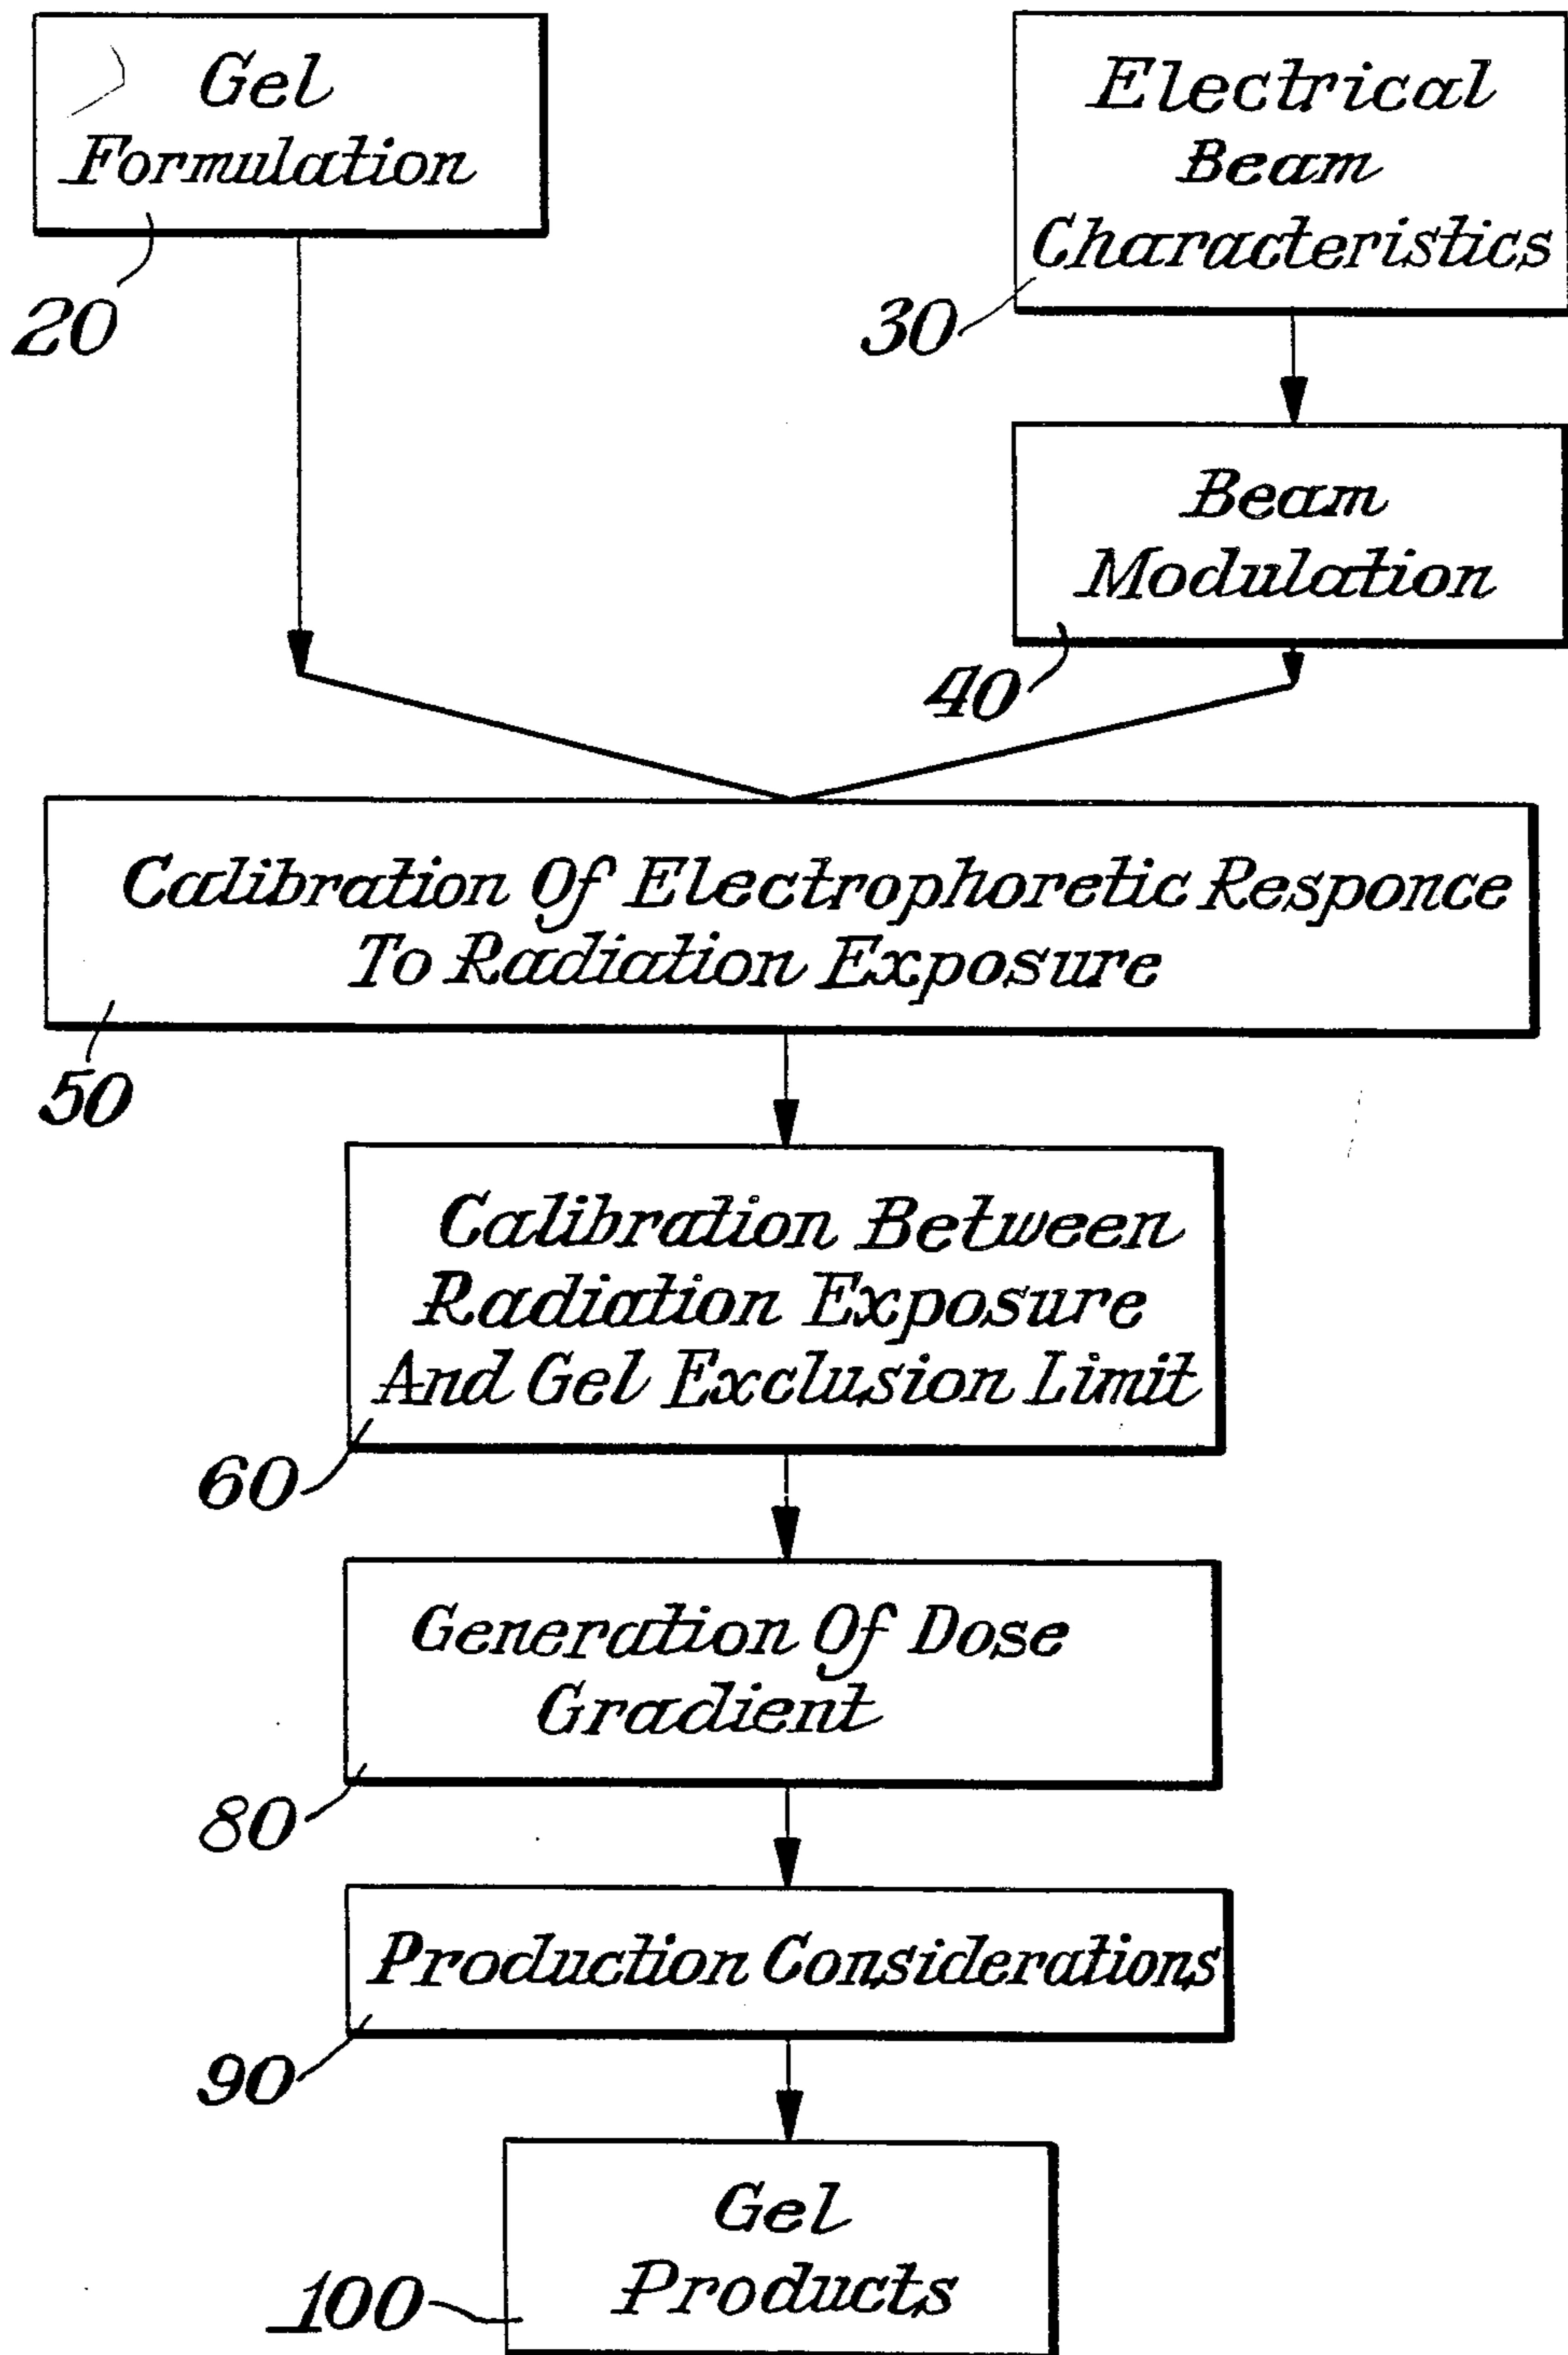 Gel
Formulation
20
Electrical
Beam
Characteristics
30
Beam
Modulation
40
Calibration Of Electrophoretic Responce
To Radiation Exposure
50
Calibration Between
Radiation Exposure
And Gel Exclusion Limit
60
Generation Of Dose
Gradient
80
Production Considerations
90
Gel
Products
100